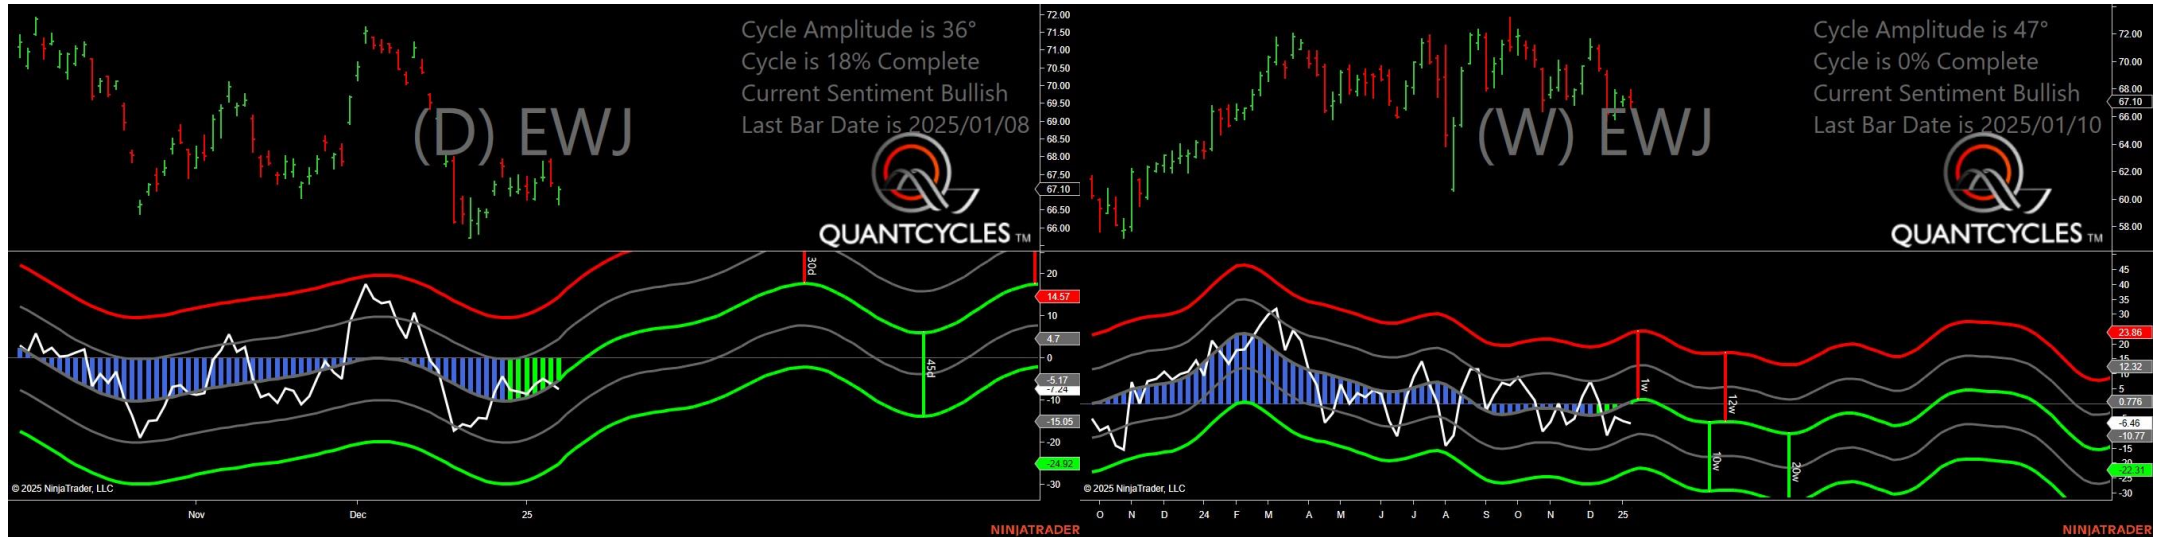 Cycle Amplitude is 36°
Cycle is 18% Complete
Current Sentiment Bullish
Last Bar Date is 2025/01/08
(D) EWJ
QUANTCYCLES TM
72.00
71.50
71.00
70.50
70.00
69.50
69.00
68.50
68.00
67.50
67.10
66.50
66.00
30d
45d
20
14.57
10
4.7
0
-5.17
-7.24
-10
-15.05
-20
-24.92
-30
© 2025 NinjaTrader, LLC
Nov
Dec
25
NINJATRADER
Cycle Amplitude is 47°
Cycle is 0% Complete
Current Sentiment Bullish
Last Bar Date is 2025/01/10
(W) EWJ
QUANTCYCLES TM
72.00
70.00
68.00
67.10
66.00
64.00
62.00
60.00
58.00
1w
12w
10w
20w
45
40
35
30
23.86
20
15
12.32
10
5
0.776
-6.46
-10.77
-15
-22.31
-25
-30
© 2025 NinjaTrader, LLC
O N D 24 F M A M J J A S O N D 25
NINJATRADER